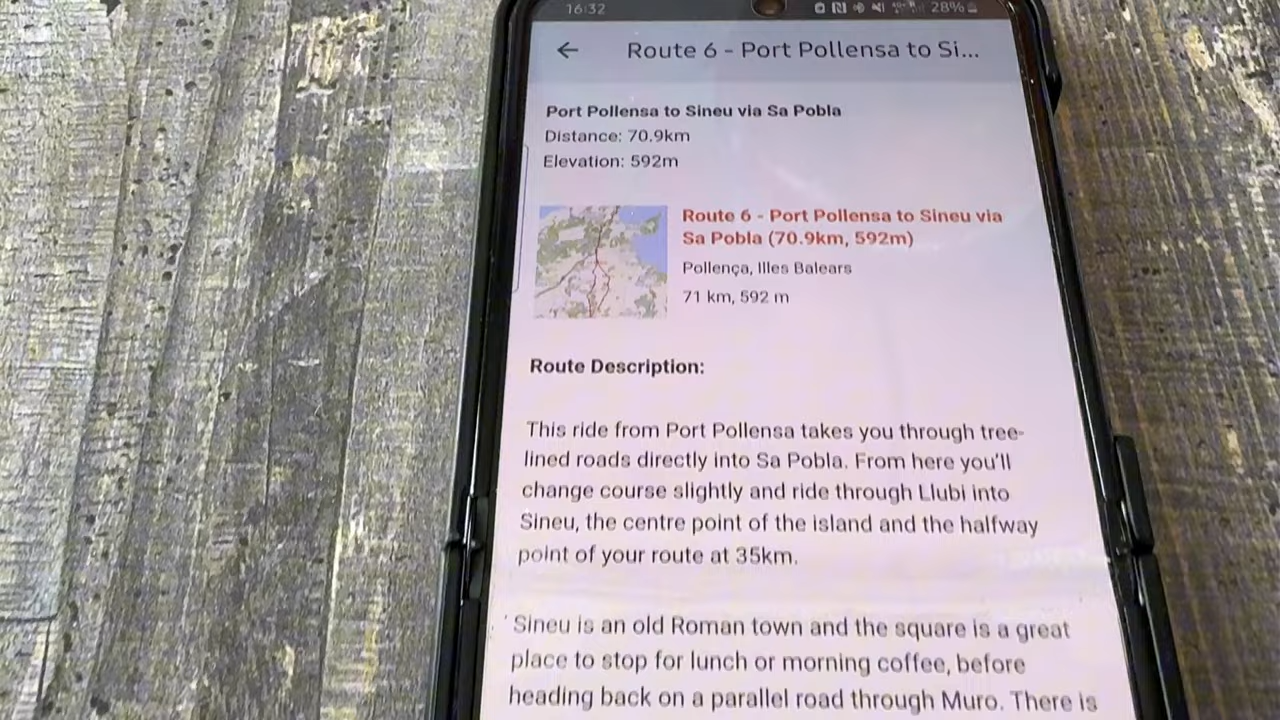 16:32
28%
Route 6 - Port Pollensa to Si...
Port Pollensa to Sineu via Sa Pobla
Distance: 70.9km
Elevation: 592m
Route 6 - Port Pollensa to Sineu via
Sa Pobla (70.9km, 592m)
Pollença, Illes Balears
71 km, 592 m
Route Description:
This ride from Port Pollensa takes you through tree-
lined roads directly into Sa Pobla. From here you'll
change course slightly and ride through Llubi into
Sineu, the centre point of the island and the halfway
point of your route at 35km.
Sineu is an old Roman town and the square is a great
place to stop for lunch or morning coffee, before
heading back on a parallel road through Muro. There is